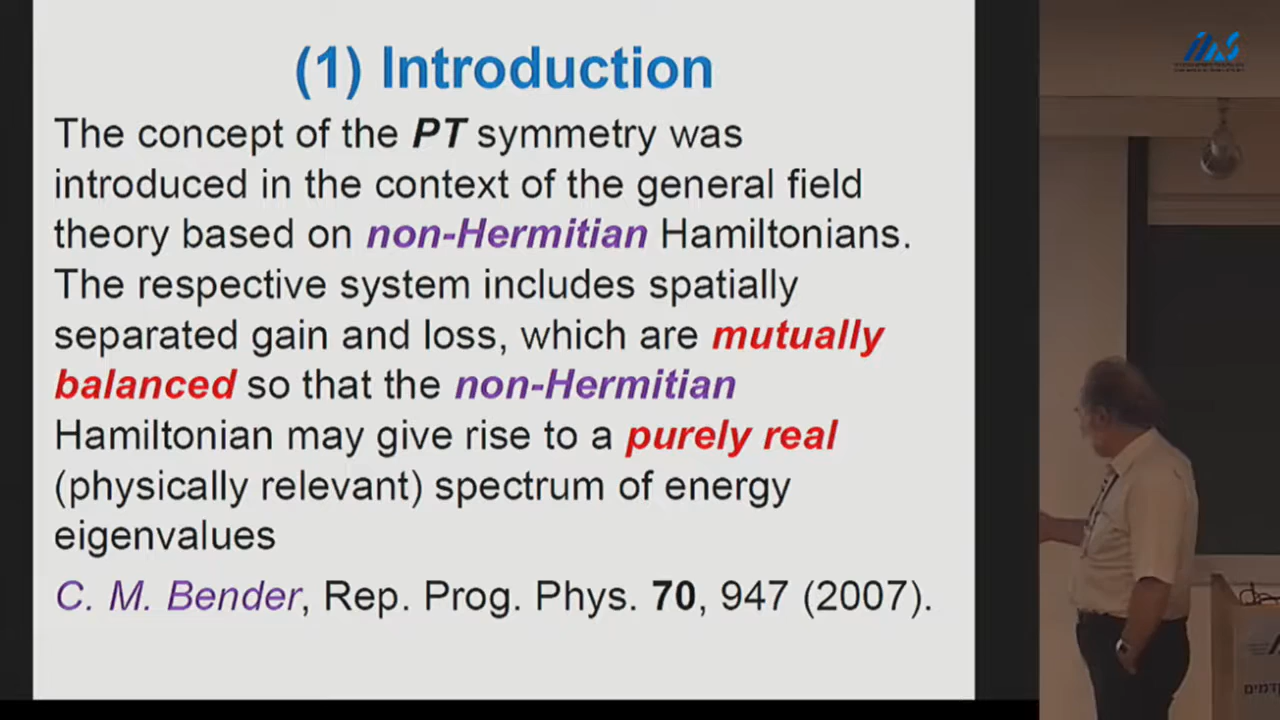 (1) Introduction
The concept of the PT symmetry was
introduced in the context of the general field
theory based on non-Hermitian Hamiltonians.
The respective system includes spatially
separated gain and loss, which are mutually
balanced so that the non-Hermitian
Hamiltonian may give rise to a purely real
(physically relevant) spectrum of energy
eigenvalues
C. M. Bender, Rep. Prog. Phys. 70, 947 (2007).